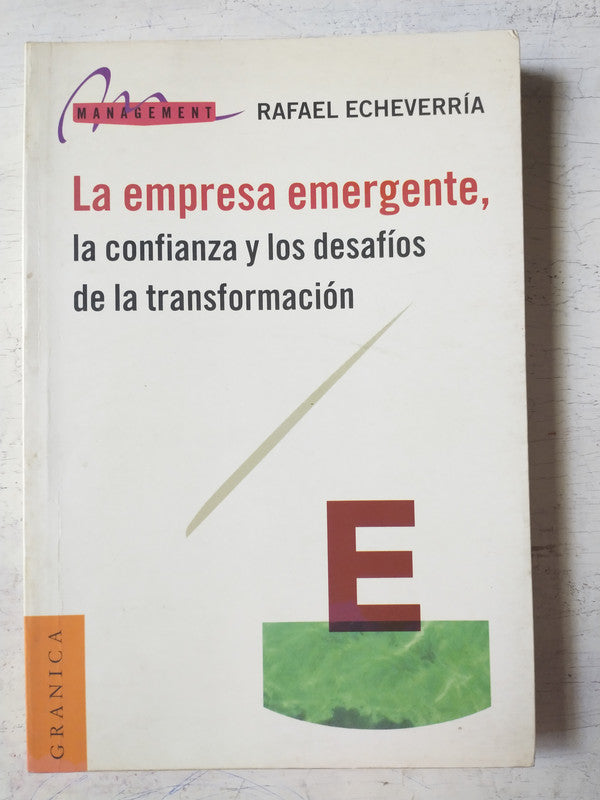 MANAGEMENT
RAFAEL ECHEVERRÍA
La empresa emergente,
la confianza y los desafíos
de la transformación
E
GRANICA